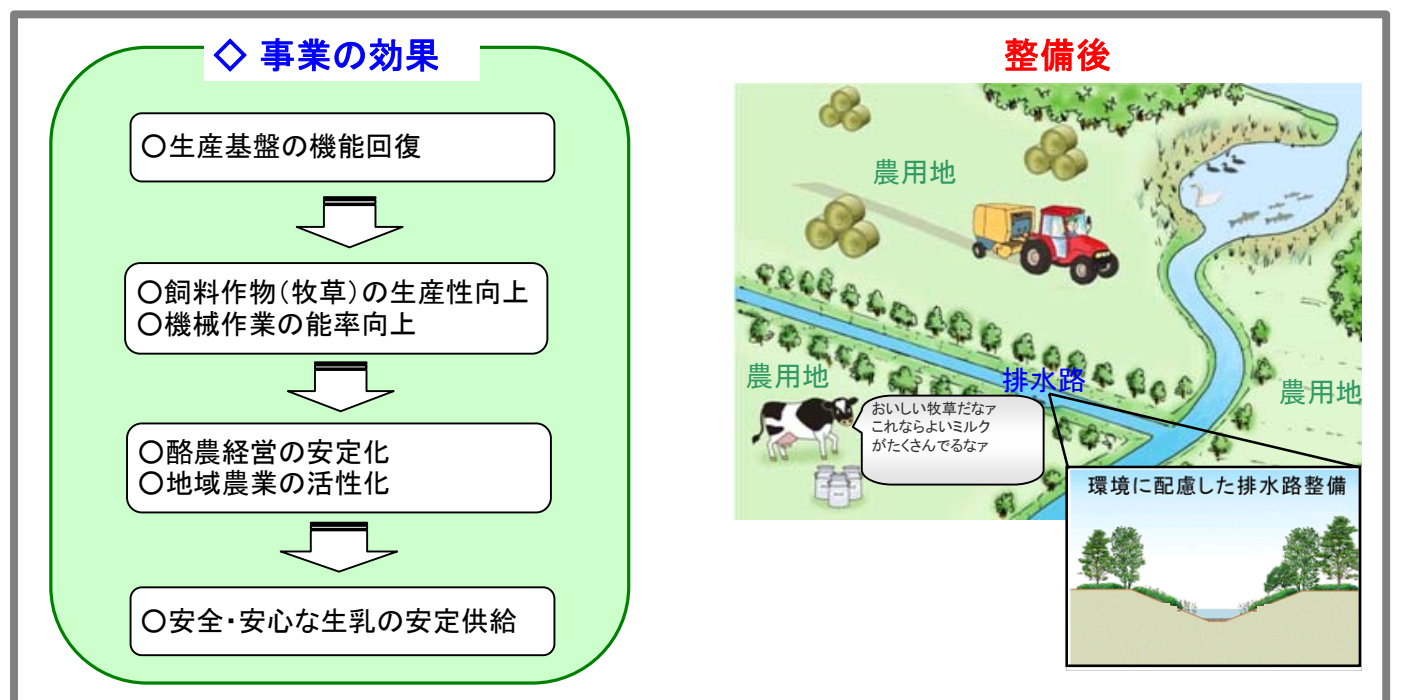 ◇ 事業の効果
○生産基盤の機能回復
○飼料作物(牧草)の生産性向上
○機械作業の能率向上
○酪農経営の安定化
○地域農業の活性化
○安全・安心な生乳の安定供給
整備後
農用地
農用地
排水路
農用地
おいしい牧草だなァ
これならよいミルク
がたくさんでるなァ
環境に配慮した排水路整備